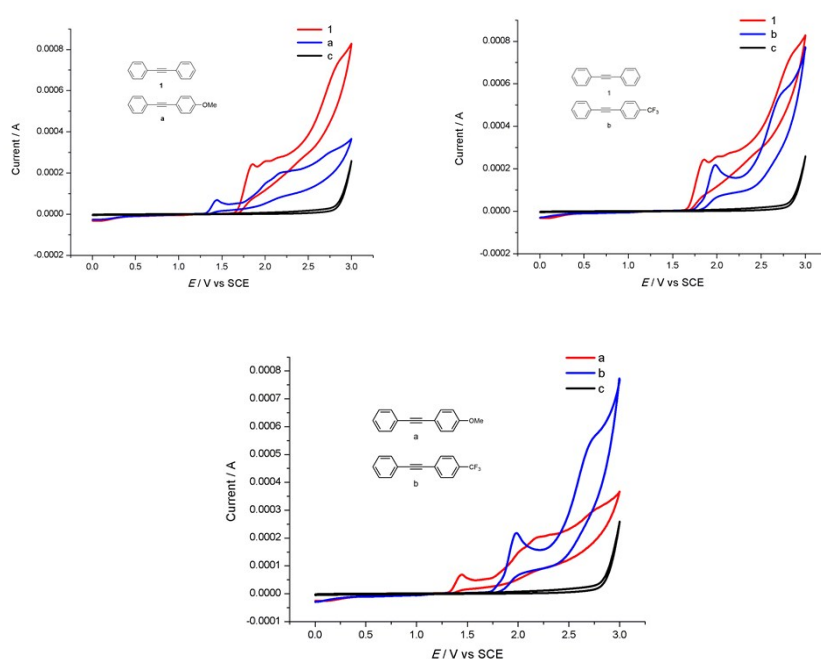 1
a
c
0.0008
0.0006
0.0004
0.0002
0.0000
-0.0002
Current / A
1
OMe
a
0.0 0.5 1.0 1.5 2.0 2.5 3.0
E / V vs SCE
1
b
c
0.0008
0.0006
0.0004
0.0002
0.0000
-0.0002
Current / A
1
CF3
b
0.0 0.5 1.0 1.5 2.0 2.5 3.0
E / V vs SCE
a
b
c
0.0008
0.0007
0.0006
0.0005
0.0004
0.0003
0.0002
0.0001
0.0000
-0.0001
Current / A
OMe
a
CF3
b
0.0 0.5 1.0 1.5 2.0 2.5 3.0
E / V vs SCE